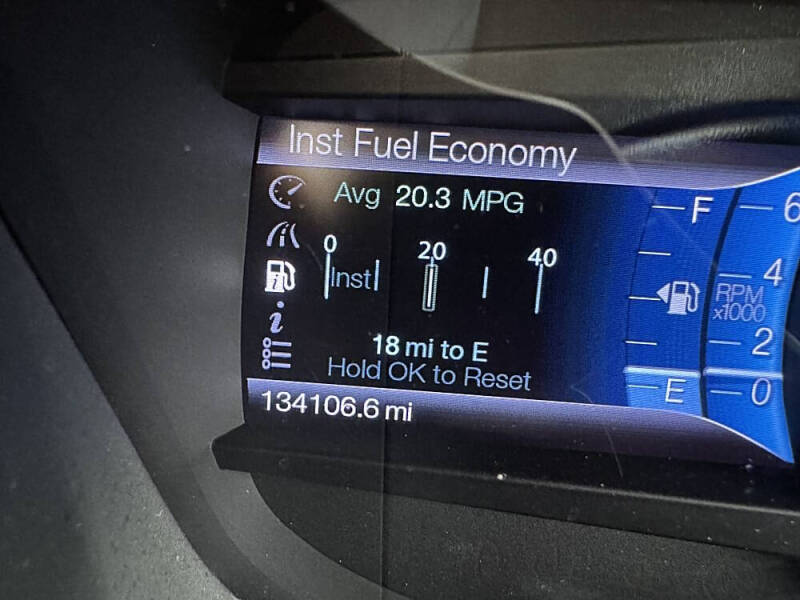 Inst Fuel Economy
Avg 20.3 MPG
0 20 40
Inst
18 mi to E
Hold OK to Reset
134106.6 mi
i
F
E
6
4
RPM
x1000
2
0